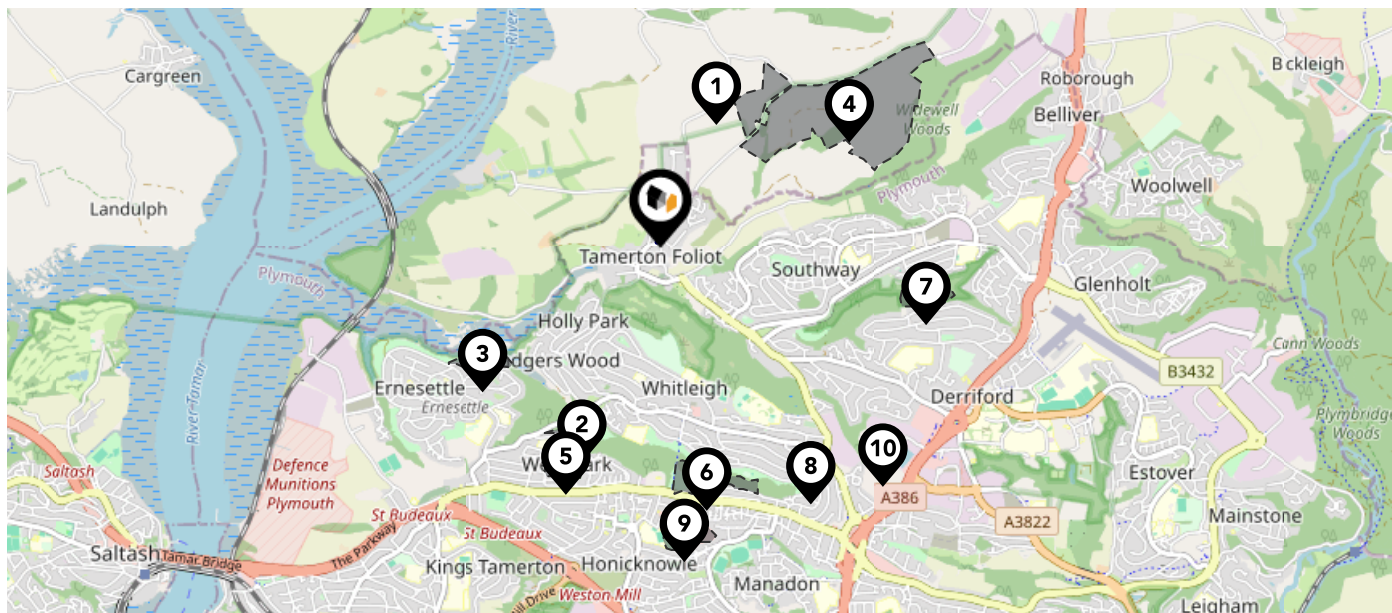 River
Cargreen
Roborough
B ckleigh
1
4
Widewell
Woods
Belliver
Woolwell
Landulph
Plymouth
Tamerton Foliot
Southway
Plymouth
7
Glenholt
Holly Park
Cann Woods
3
dgers Wood
Ernesettle
Ernesettle
Whitleigh
B3432
River Tamar
Derriford
Plymbridge
Woods
2
5
10
Saltash
Defence
Munitions
Plymouth
6
8
Estover
A386
St Budeaux
A3822
Mainstone
9
St Budeaux
Saltash
Tamar Bridge
The Parkway
Kings Tamerton
Honicknowle
Manadon
Weston Mill
Drive
Leigham